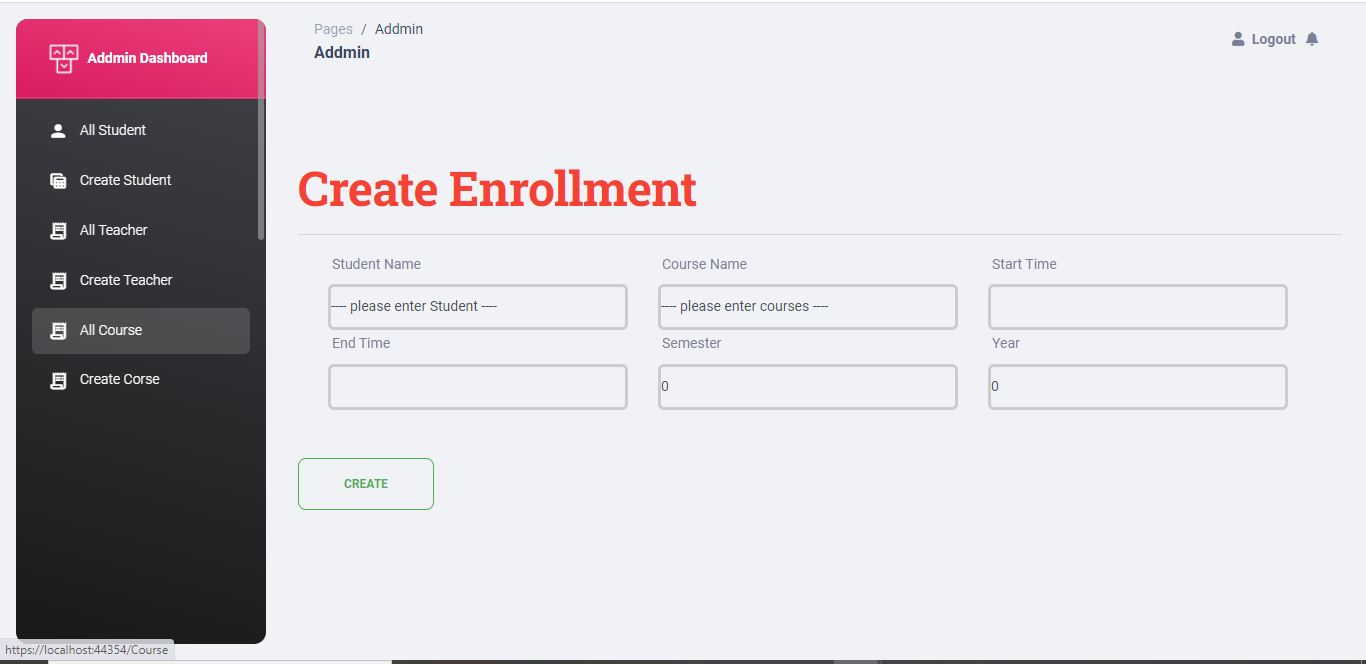 Addmin Dashboard
All Student
Create Student
All Teacher
Create Teacher
All Course
Create Corse
Pages / Addmin
Addmin
Logout
Create Enrollment
Student Name
Course Name
Start Time
---- please enter Student ----
---- please enter courses ----
End Time
Semester
Year
0
0
CREATE
https://localhost:44354/Course